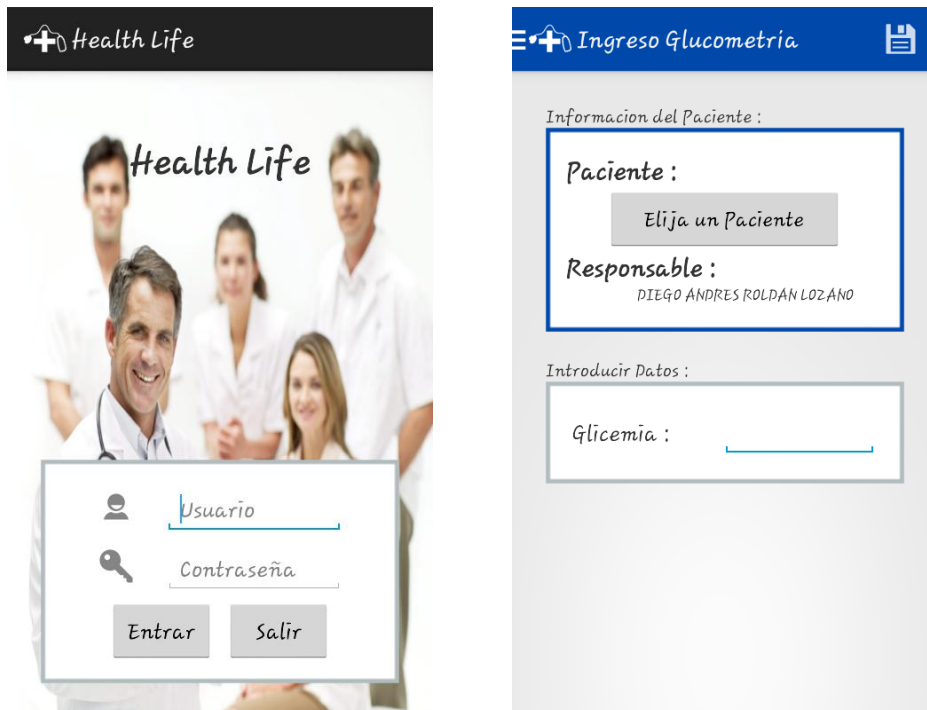 Health Life
Health Life
Usuario
Contraseña
Entrar Salir
Ingreso Glucometria
Informacion del Paciente :
Paciente :
Elija un Paciente
Responsable :
DIEGO ANDRES ROLDAN LOZANO
Introducir Datos :
Glicemia :